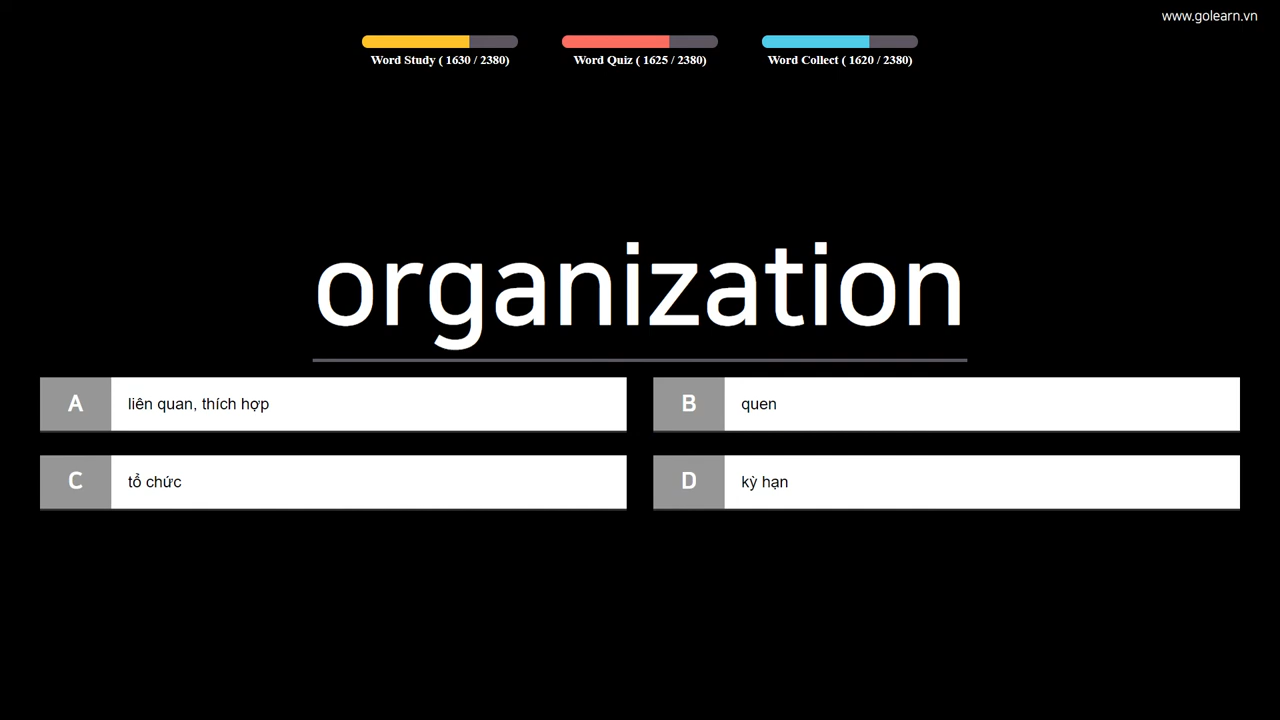 www.golearn.vn
Word Study ( 1630 / 2380)
Word Quiz ( 1625 / 2380)
Word Collect ( 1620 / 2380)
organization
A liên quan, thích hợp
B quen
C tổ chức
D kỳ hạn